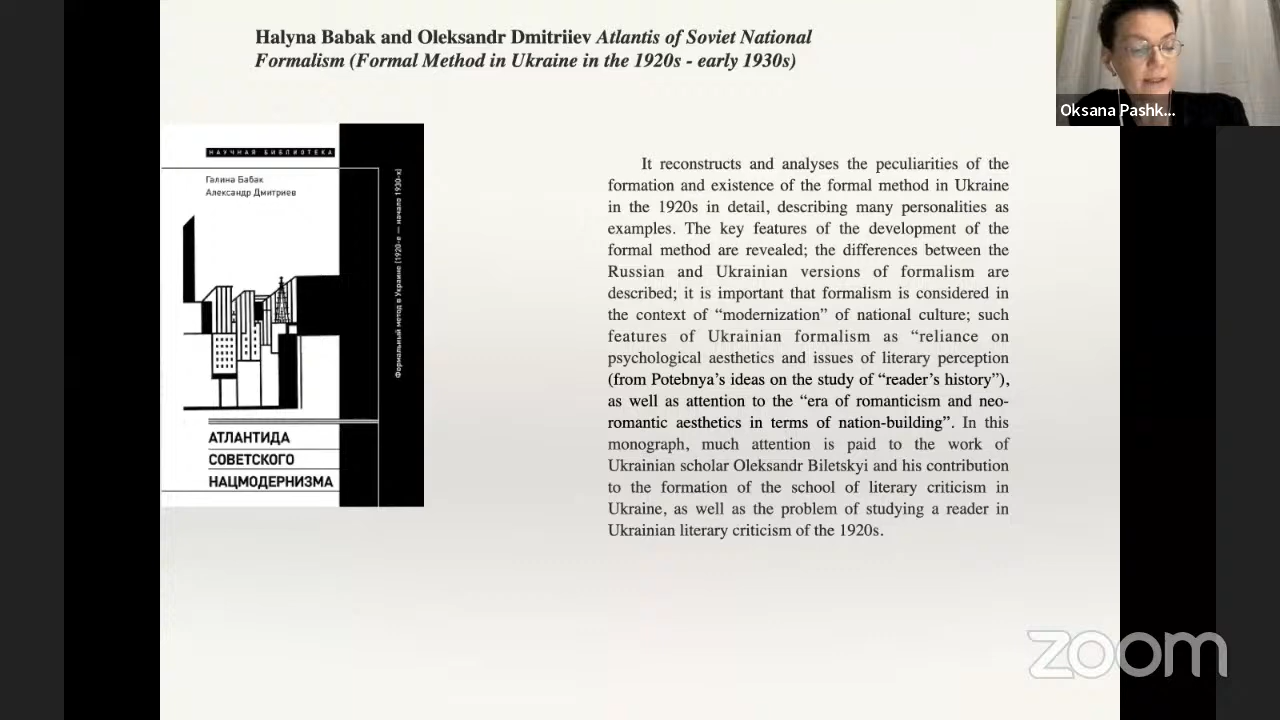 Halyna Babak and Oleksandr Dmitriiev Atlantis of Soviet National
Formalism (Formal Method in Ukraine in the 1920s - early 1930s)
Oksana Pashk...
НАУЧНАЯ БИБЛИОТЕКА
Галина Бабак
Александр Дмитриев
Формальный метод в Украине (1920-е — начало 1930-х)
АТЛАНТИДА
СОВЕТСКОГО
НАЦМОДЕРНИЗМА
It reconstructs and analyses the peculiarities of the
formation and existence of the formal method in Ukraine
in the 1920s in detail, describing many personalities as
examples. The key features of the development of the
formal method are revealed; the differences between the
Russian and Ukrainian versions of formalism are
described; it is important that formalism is considered in
the context of “modernization” of national culture; such
features of Ukrainian formalism as “reliance on
psychological aesthetics and issues of literary perception
(from Potebnya’s ideas on the study of “reader’s history”),
as well as attention to the “era of romanticism and neo-
romantic aesthetics in terms of nation-building”. In this
monograph, much attention is paid to the work of
Ukrainian scholar Oleksandr Biletskyi and his contribution
to the formation of the school of literary criticism in
Ukraine, as well as the problem of studying a reader in
Ukrainian literary criticism of the 1920s.
zoom